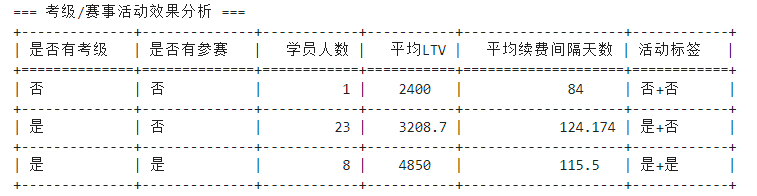 === 考级/赛事活动效果分析 ===
是否有考级 是否有参赛 学员人数 平均LTV 平均续费间隔天数 活动标签
否 否 1 2400 84 否+否
是 否 23 3208.7 124.174 是+否
是 是 8 4850 115.5 是+是